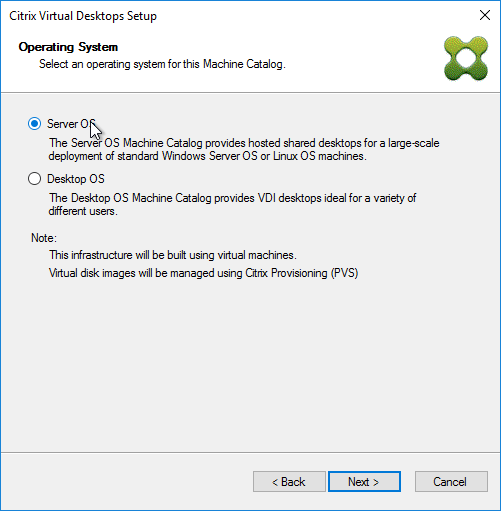 Citrix Virtual Desktops Setup
Operating System
Select an operating system for this Machine Catalog.
Server OS
The Server OS Machine Catalog provides hosted shared desktops for a large-scale
deployment of standard Windows Server OS or Linux OS machines.
Desktop OS
The Desktop OS Machine Catalog provides VDI desktops ideal for a variety of
different users.
Note:
This infrastructure will be built using virtual machines.
Virtual disk images will be managed using Citrix Provisioning (PVS)
< Back
Next >
Cancel